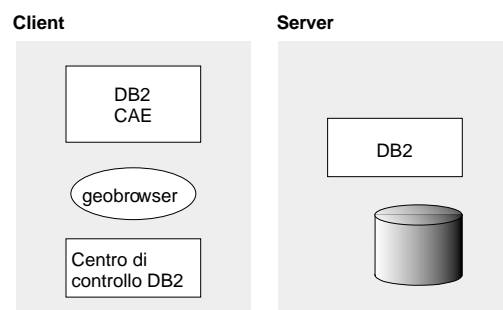 Client
Server
DB2
CAE
geobrowser
Centro di
controllo DB2
DB2